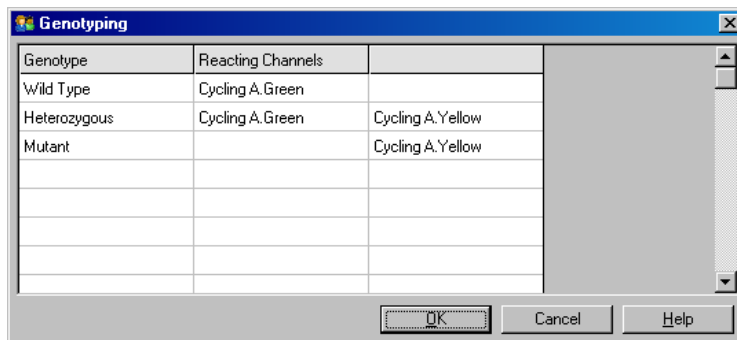 Genotyping
Genotype Reacting Channels
Wild Type Cycling A.Green
Heterozygous Cycling A.Green Cycling A.Yellow
Mutant Cycling A.Yellow
OK Cancel Help